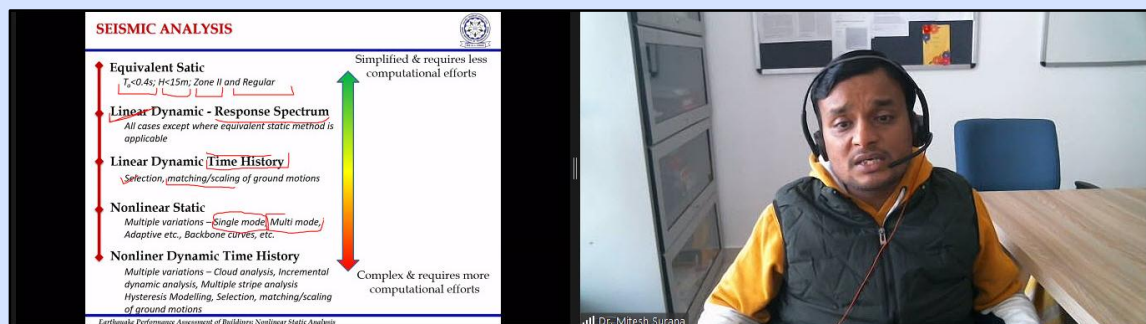 SEISMIC ANALYSIS
Equivalent Satic
Ta<0.4s; H<15m; Zone II and Regular
Linear Dynamic - Response Spectrum
All cases except where equivalent static method is
applicable
Linear Dynamic Time History
Selection, matching/scaling of ground motions
Nonlinear Static
Multiple variations – Single mode, Multi mode,
Adaptive etc., Backbone curves, etc.
Nonliner Dynamic Time History
Multiple variations – Cloud analysis, Incremental
dynamic analysis, Multiple stripe analysis
Hysteresis Modelling, Selection, matching/scaling
of ground motions
Simplified & requires less
computational efforts
Complex & requires more
computational efforts
Earthquake Performance Assessment of Buildings: Nonlinear Static Analysis
Dr. Mitesh Surana